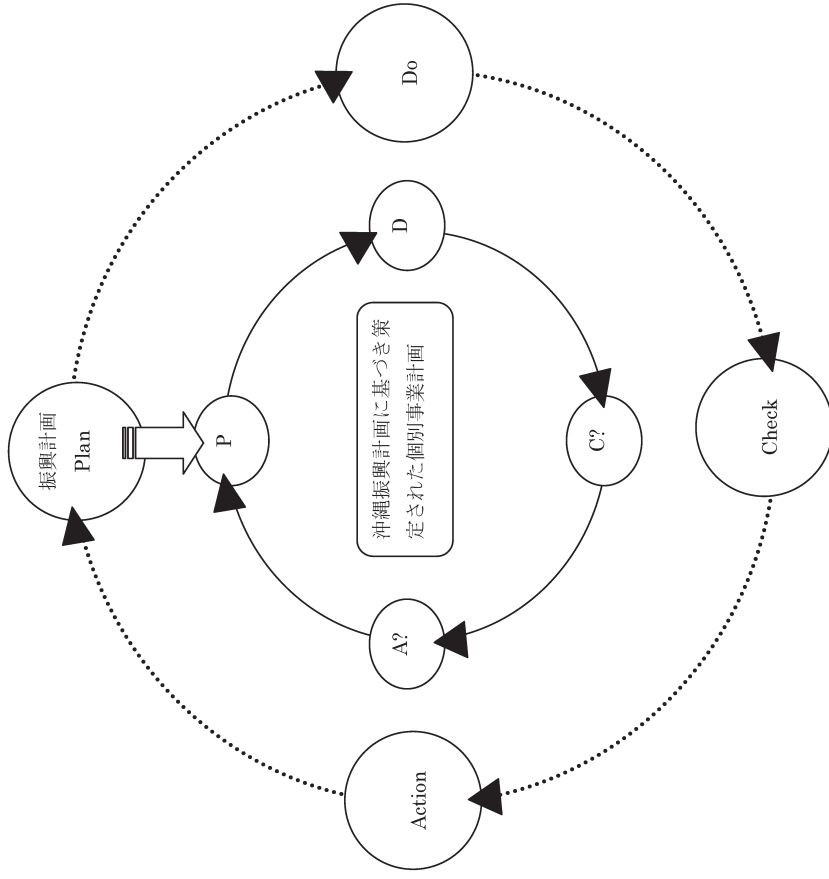 振興計画
Plan
Do
P
D
沖縄振興計画に基づき策
定された個別事業計画
A?
C?
Action
Check